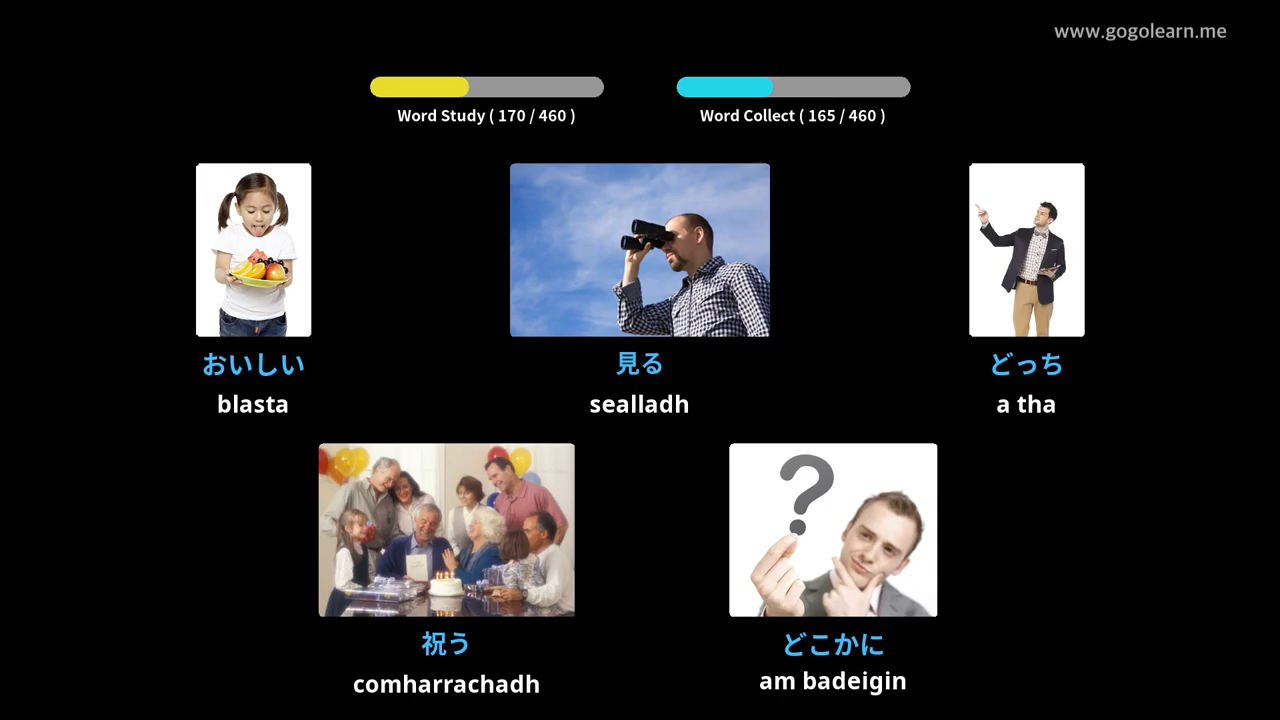 www.gogolearn.me
Word Study ( 170 / 460 )
Word Collect ( 165 / 460 )
おいしい
blasta
見る
sealladh
どっち
a tha
祝う
comharrachadh
どこかに
am badeigin